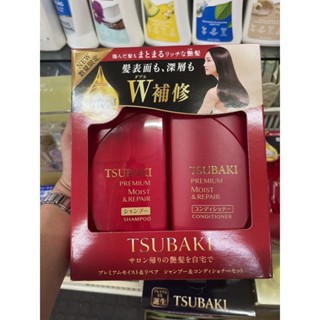 傷んだ髪もまとまるリッチな艶髪
髪表面も、深層も
ダブル
W補修
TSUBAKI
PREMIUM
MOIST
& REPAIR
シャンプー
SHAMPOO
TSUBAKI
PREMIUM
MOIST
& REPAIR
コンディショナー
CONDITIONER
TSUBAKI
サロン帰りの艶髪を自宅で
プレミアムモイスト&リペア シャンプー&コンディショナーセット
TSUBAKI